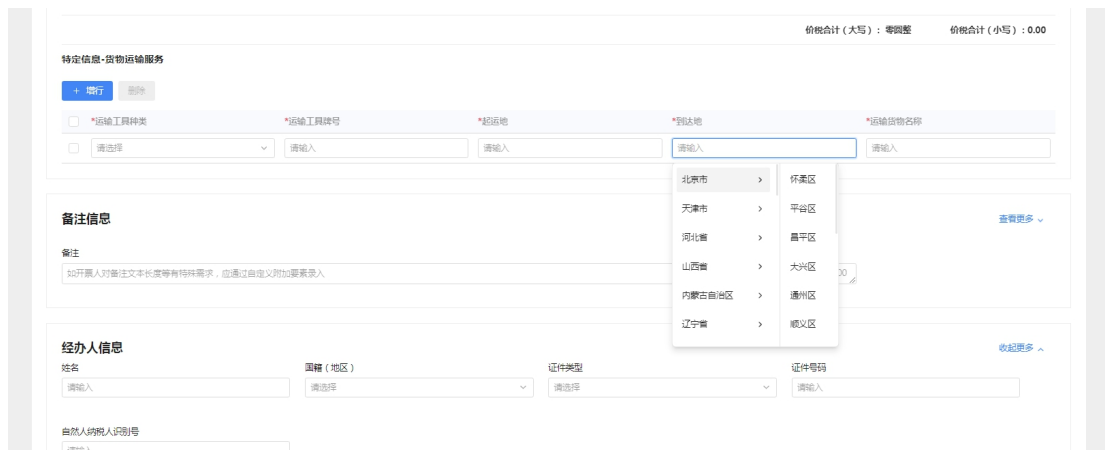 价税合计（大写）：零圆整 价税合计（小写）: 0.00
特定信息-货物运输服务
+ 增行 删除
*运输工具种类 *运输工具牌号 *起运地 *到达地 *运输货物名称
请选择 请输入 请输入 请输入 请输入
北京市 > 怀柔区
天津市 > 平谷区
河北省 > 昌平区
山西省 > 大兴区
内蒙古自治区 > 通州区
辽宁省 > 顺义区
备注信息 查看更多
备注
如开票人对备注文本长度等有特殊需求，应通过自定义附加要素录入
经办人信息 收起更多
姓名 国籍（地区） 证件类型 证件号码
请输入 请选择 请选择 请输入
自然人纳税人识别号